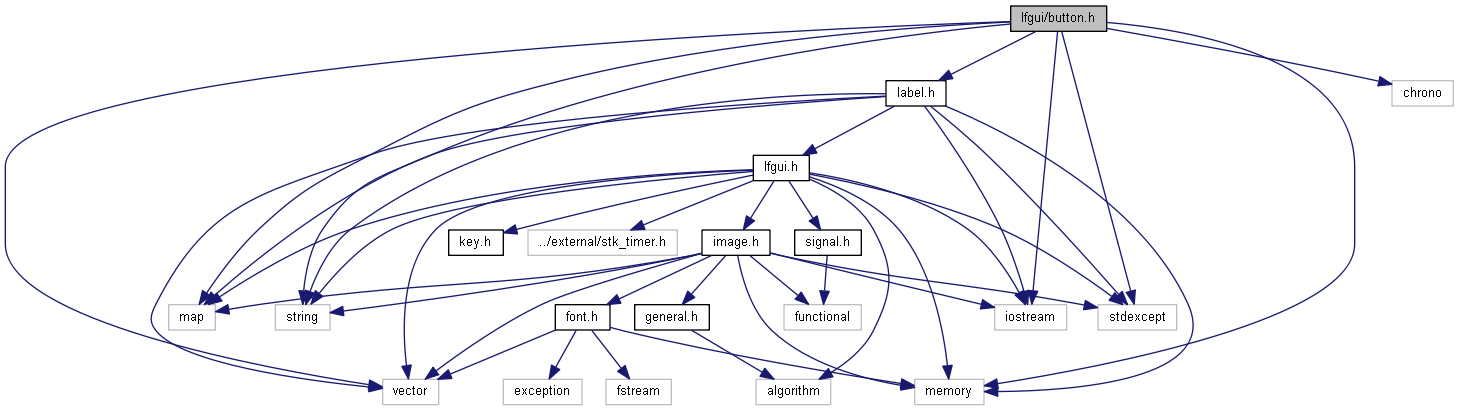 lfgui/button.h
label.h
chrono
lfgui.h
key.h
../external/stk_timer.h
image.h
signal.h
map
string
font.h
general.h
functional
iostream
stdexcept
vector
exception
fstream
algorithm
memory